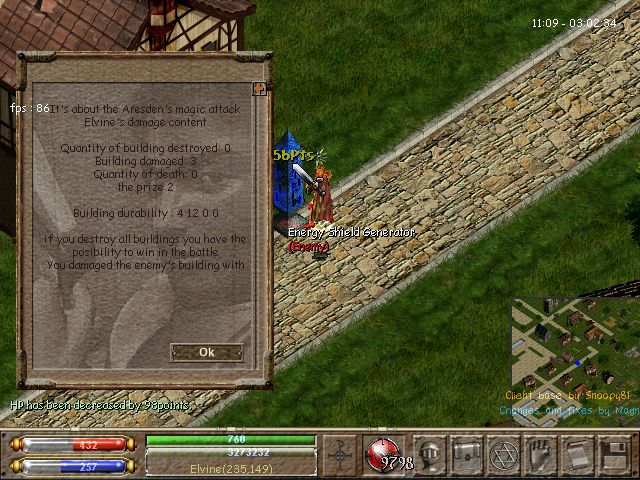 11:09 - 03:02:34
fps : 86
It's about the Aresden's magic attack
Elvine's damage content
Quantity of building destroyed: 0
Building damaged: 3
Quantity of death: 0
the prize 2
Building durability : 4 12 0 0
if you destroy all buildings you have the
posibility to win in the battle
You damaged the enemy's building with
Ok
56Pts
Energy Shield Generator
(Enemy)
Client base by Snoopy81
Changes and fixes by Magn
HP has been decreased by 98points.
432
257
760
3273232
Elvine(235,149)
9798